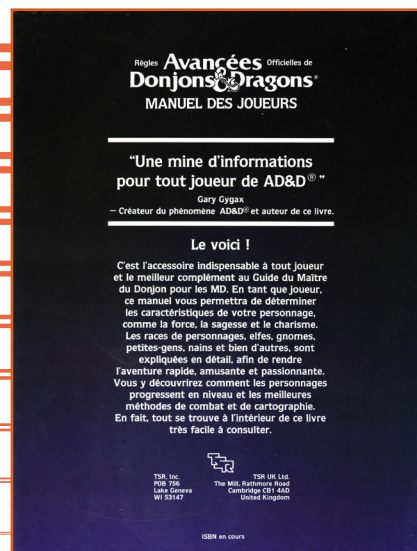 Règles Avancées Officielles de
Donjons & Dragons®
MANUEL DES JOUEURS
"Une mine d'informations
pour tout joueur de AD&D® "
Gary Gygax
— Créateur du phénomène AD&D® et auteur de ce livre.
Le voici !
C'est l'accessoire indispensable à tout joueur
et le meilleur complément au Guide du Maître
du Donjon pour les MD. En tant que joueur,
ce manuel vous permettra de déterminer
les caractéristiques de votre personnage,
comme la force, la sagesse et le charisme.
Les races de personnages, elfes, gnomes,
petites-gens, nains et bien d'autres, sont
expliquées en détail, afin de rendre
l'aventure rapide, amusante et passionnante.
Vous y découvrirez comment les personnages
progressent en niveau et les meilleures
méthodes de combat et de cartographie.
En fait, tout se trouve à l'intérieur de ce livre
très facile à consulter.
TSR
TSR, Inc. TSR UK Ltd.
POB 756 The Mill, Rathmore Road
Lake Geneva Cambridge CB1 4AD
WI 53147 United Kingdom
ISBN en cours